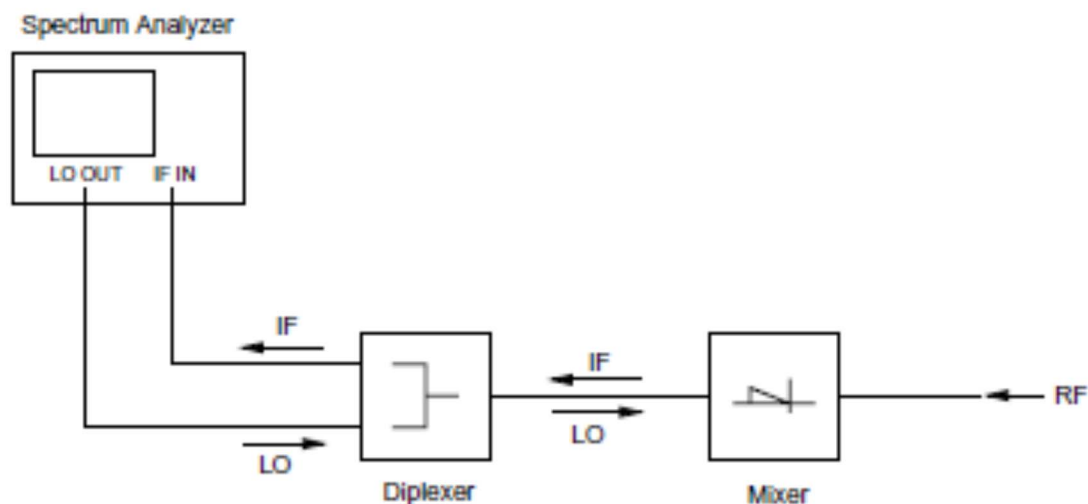 Spectrum Analyzer
LO OUT IF IN
IF
IF
RF
LO
LO
Diplexer
Mixer